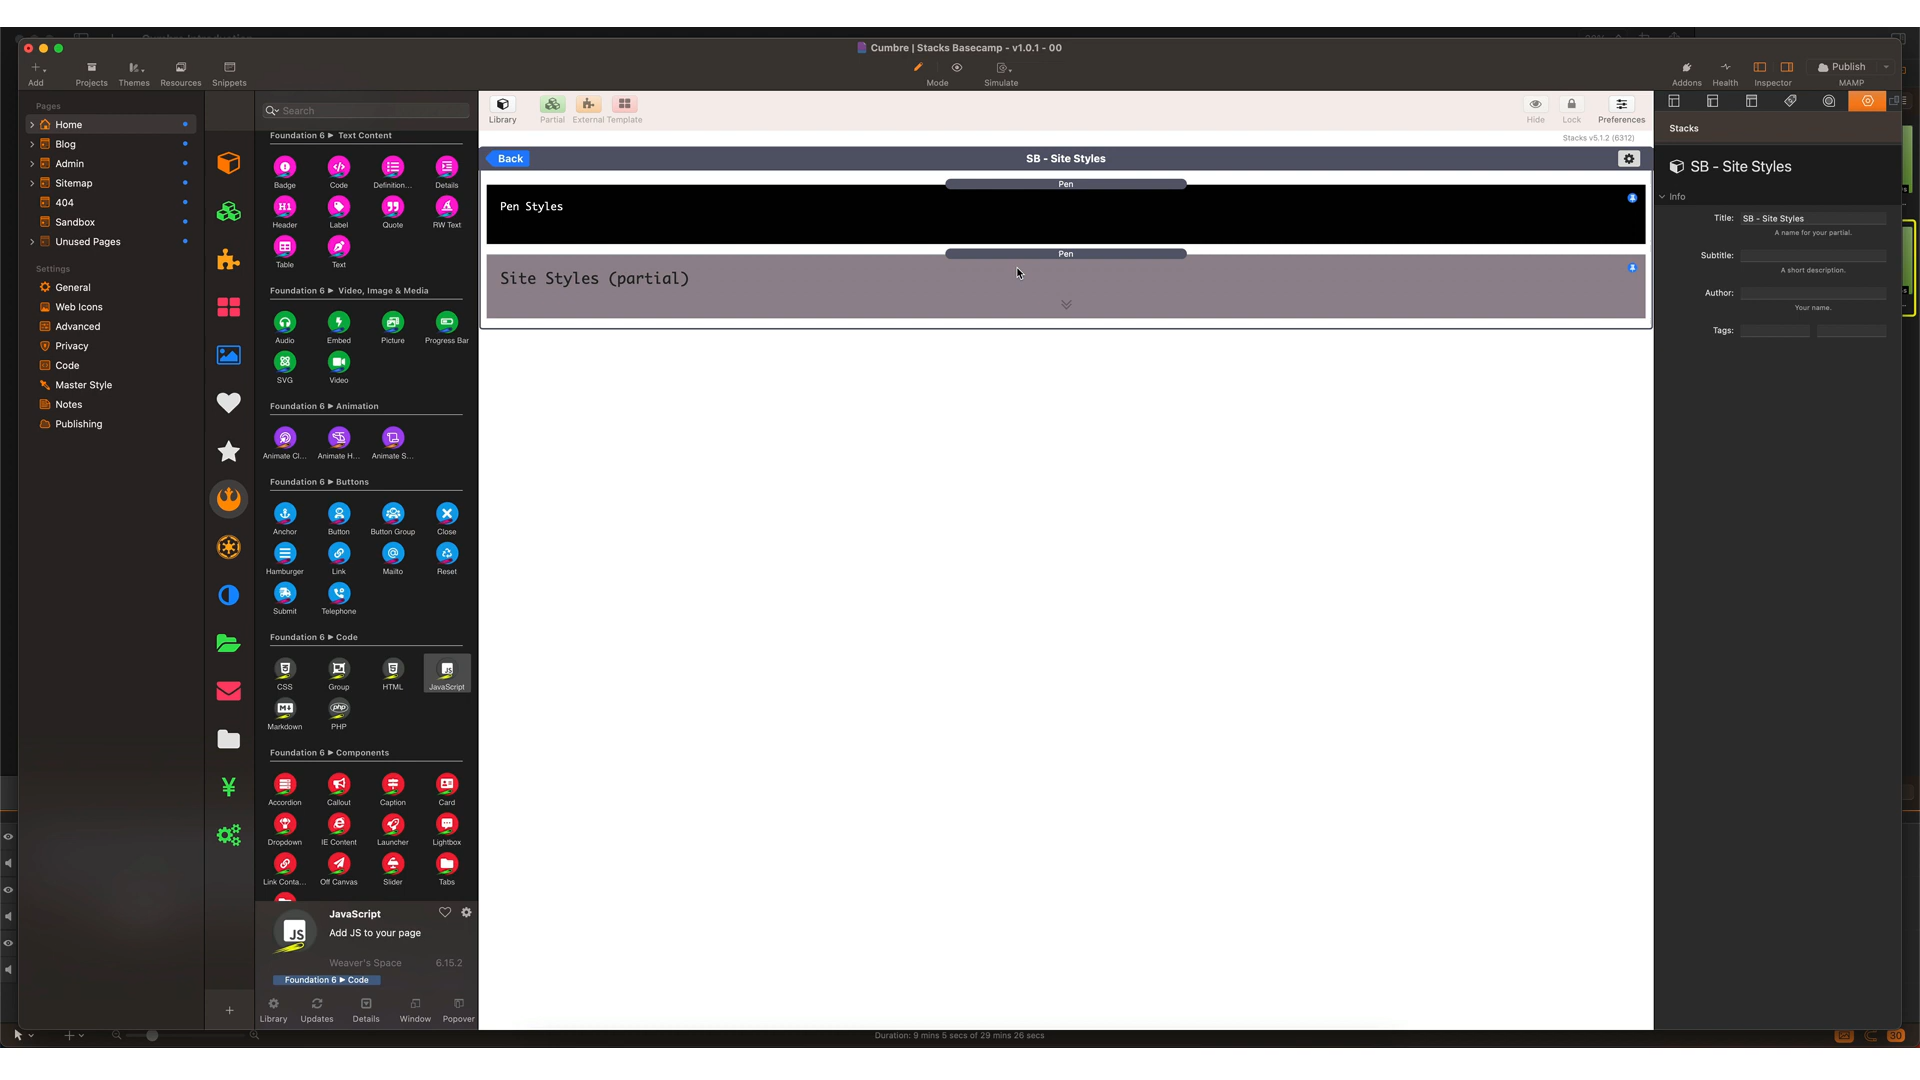 Cumbre | Stacks Basecamp - v1.0.1 - 00
Add
Projects
Themes
Resources
Snippets
Mode
Simulate
Addons
Health
Inspector
Publish
MAMP
Pages
Home
Blog
Admin
Sitemap
404
Sandbox
Unused Pages
Settings
General
Web Icons
Advanced
Privacy
Code
Master Style
Notes
Publishing
Search
Foundation 6 ► Text Content
Badge
Code
Definition...
Details
H1
Header
Label
Quote
RW Text
Table
Text
Foundation 6 ► Video, Image & Media
Audio
Embed
Picture
Progress Bar
SVG
Video
Foundation 6 ► Animation
Animate Cl...
Animate H...
Animate S...
Foundation 6 ► Buttons
Anchor
Button
Button Group
Close
Hamburger
Link
Mailto
Reset
Submit
Telephone
Foundation 6 ► Code
CSS
Group
HTML
JS
JavaScript
Markdown
php
PHP
Foundation 6 ► Components
Accordion
Callout
Caption
Card
Dropdown
IE Content
Launcher
Lightbox
Link Conta...
Off Canvas
Slider
Tabs
JS
JavaScript
Add JS to your page
Weaver's Space
6.15.2
Foundation 6 ► Code
Library
Updates
Details
Window
Popover
Library
Partial
External
Template
Hide
Lock
Preferences
Stacks v5.1.2 (6312)
Back
SB - Site Styles
Pen
Pen Styles
Pen
Site Styles (partial)
Stacks
SB - Site Styles
Info
Title:
SB - Site Styles
A name for your partial.
Subtitle:
A short description.
Author:
Your name.
Tags:
Duration: 9 mins 5 secs of 29 mins 26 secs
30